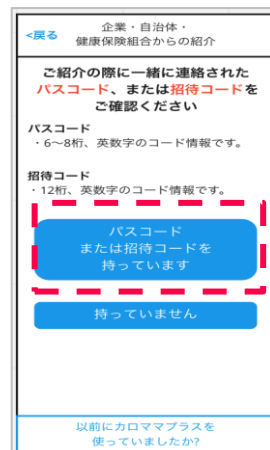 <戻る
企業・自治体・
健康保険組合からの紹介
ご紹介の際に一緒に連絡された
パスコード、または招待コードを
ご確認ください
パスコード
・6〜8桁、英数字のコード情報です。
招待コード
・12桁、英数字のコード情報です。
パスコード
または招待コードを
持っています
持っていません
以前にカロママプラスを
使っていましたか?